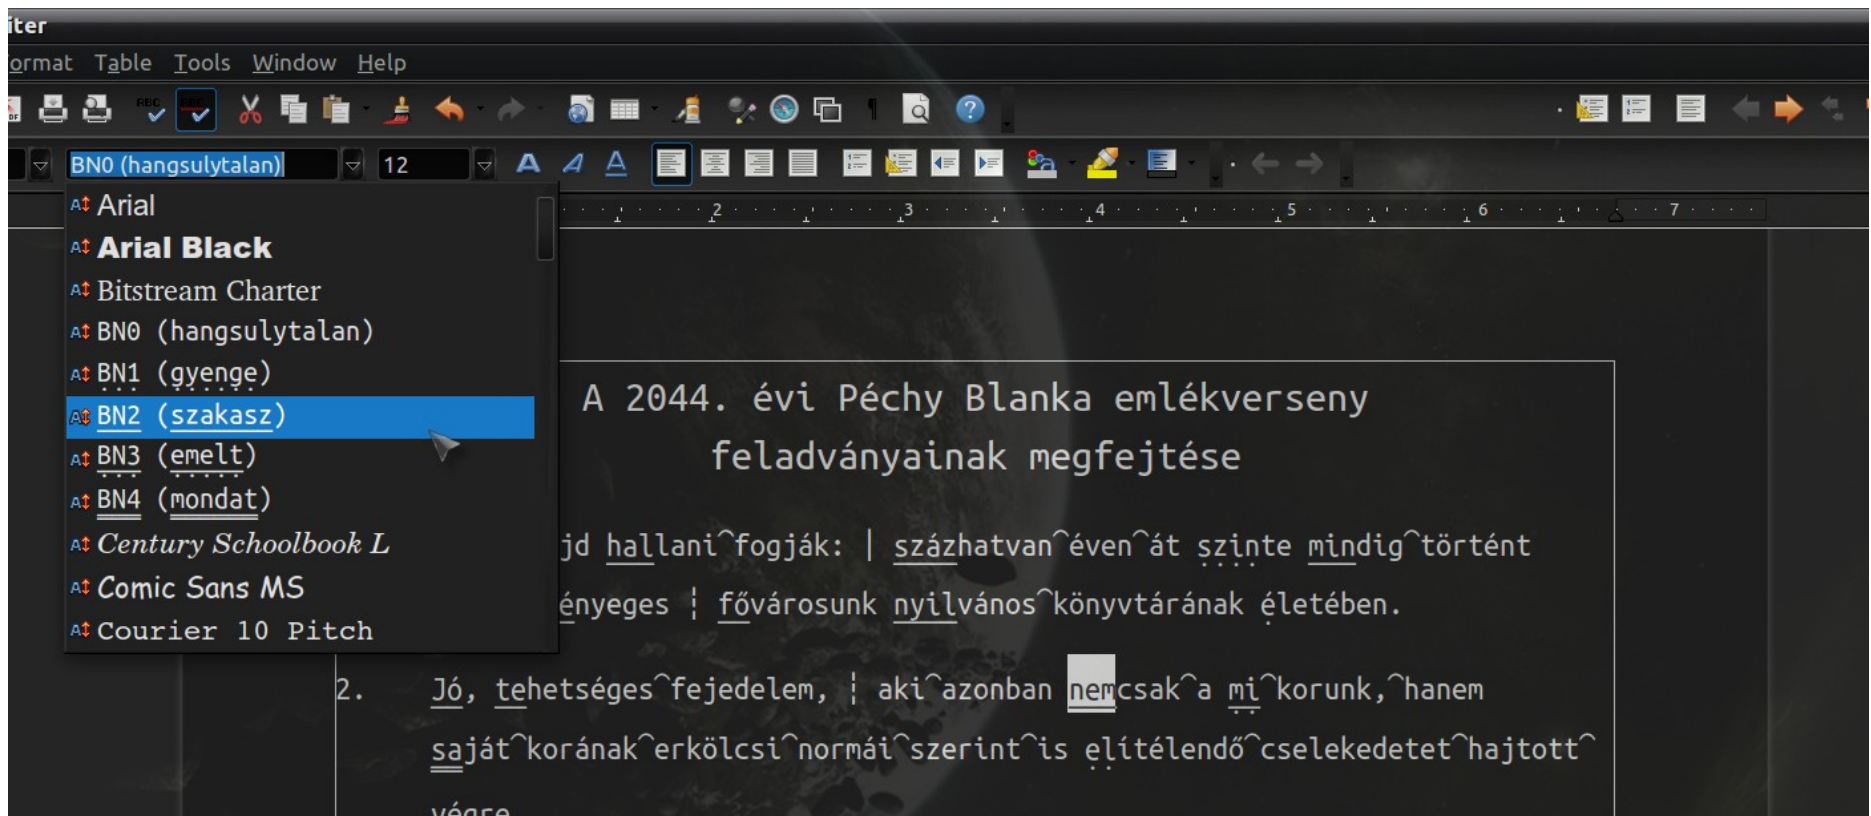 iter
ormat Table Tools Window Help
BN0 (hangsulytalan) 12
2 3 4 5 6 7
Arial
Arial Black
Bitstream Charter
BN0 (hangsulytalan)
BN1 (gyenge)
BN2 (szakasz)
BN3 (emelt)
BN4 (mondat)
Century Schoolbook L
Comic Sans MS
Courier 10 Pitch
A 2044. évi Péchy Blanka emlékverseny
feladványainak megfejtése
jd hallani⁀fogják: | százhatvan⁀éven⁀át szinte mindig⁀történt
ényeges ¦ fővárosunk nyilvános⁀könyvtárának életében.
2. Jó, tehetséges⁀fejedelem, ¦ aki⁀azonban nemcsak⁀a mi⁀korunk,⁀hanem
saját⁀korának⁀erkölcsi⁀normái⁀szerint⁀is elítélendő⁀cselekedetet⁀hajtott⁀
végre